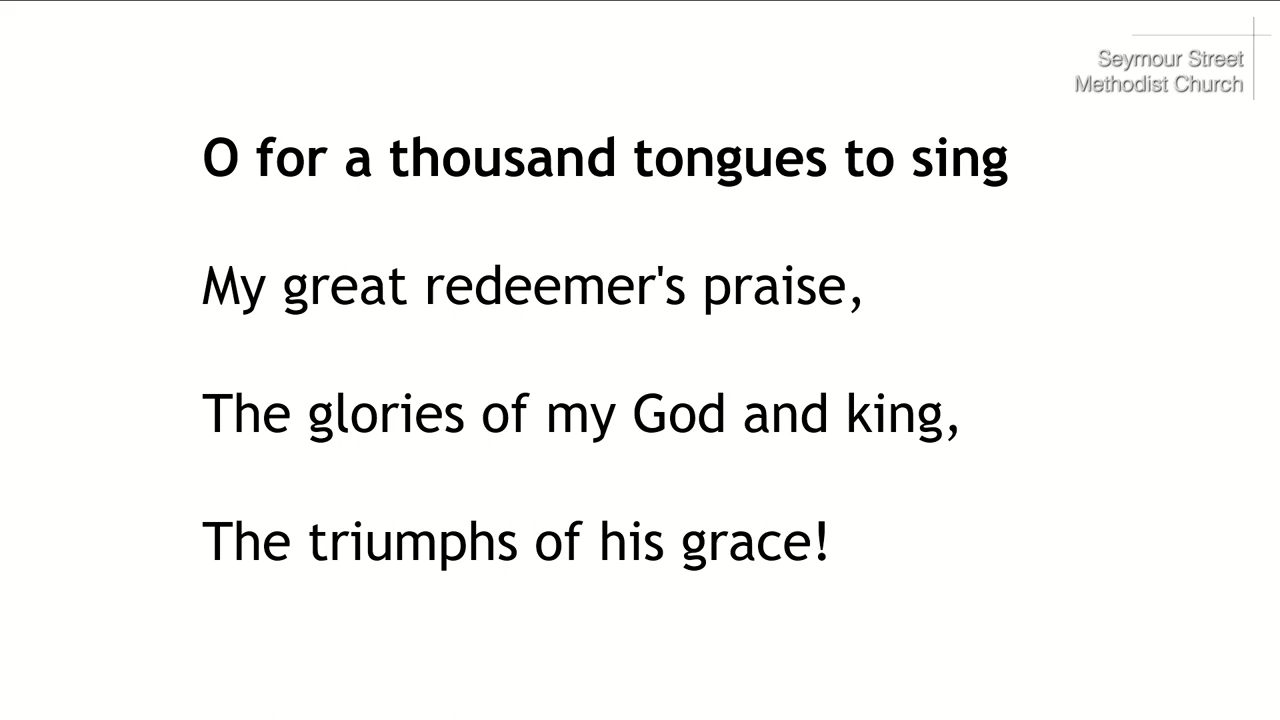 Seymour Street
Methodist Church
O for a thousand tongues to sing
My great redeemer's praise,
The glories of my God and king,
The triumphs of his grace!